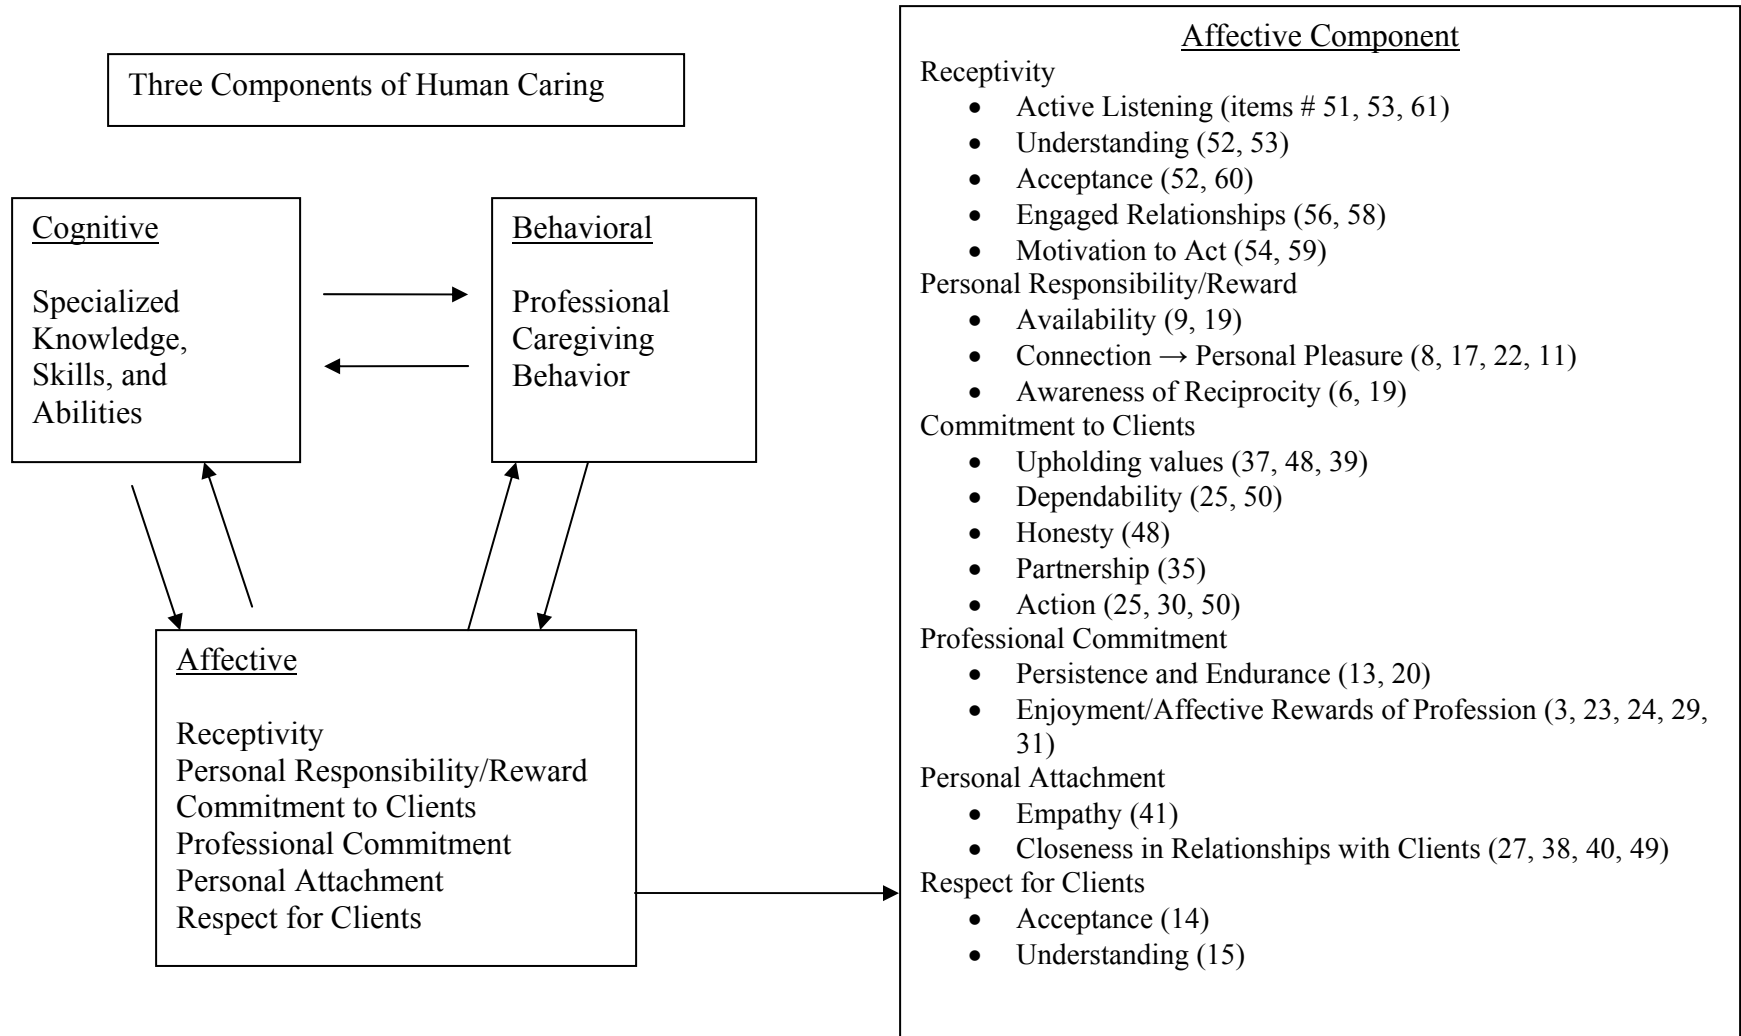 Three Components of Human Caring
Cognitive
Specialized
Knowledge,
Skills, and
Abilities
Behavioral
Professional
Caregiving
Behavior
Affective
Receptivity
Personal Responsibility/Reward
Commitment to Clients
Professional Commitment
Personal Attachment
Respect for Clients
Affective Component
Receptivity
• Active Listening (items # 51, 53, 61)
• Understanding (52, 53)
• Acceptance (52, 60)
• Engaged Relationships (56, 58)
• Motivation to Act (54, 59)
Personal Responsibility/Reward
• Availability (9, 19)
• Connection → Personal Pleasure (8, 17, 22, 11)
• Awareness of Reciprocity (6, 19)
Commitment to Clients
• Upholding values (37, 48, 39)
• Dependability (25, 50)
• Honesty (48)
• Partnership (35)
• Action (25, 30, 50)
Professional Commitment
• Persistence and Endurance (13, 20)
• Enjoyment/Affective Rewards of Profession (3, 23, 24, 29,
31)
Personal Attachment
• Empathy (41)
• Closeness in Relationships with Clients (27, 38, 40, 49)
Respect for Clients
• Acceptance (14)
• Understanding (15)